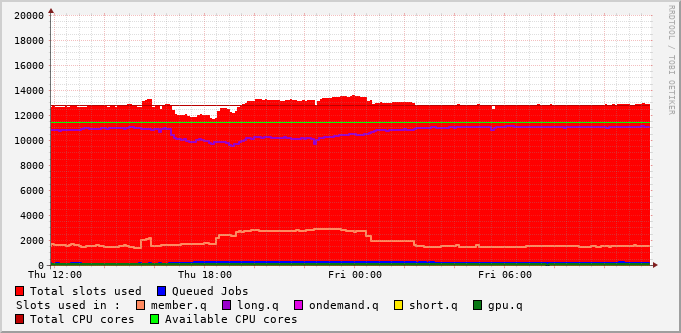 20000
18000
16000
14000
12000
10000
8000
6000
4000
2000
0
Thu 12:00 Thu 18:00 Fri 00:00 Fri 06:00
Total slots used Queued Jobs
Slots used in : member.q long.q ondemand.q short.q gpu.q
Total CPU cores Available CPU cores
RRDTOOL / TOBI OETIKER